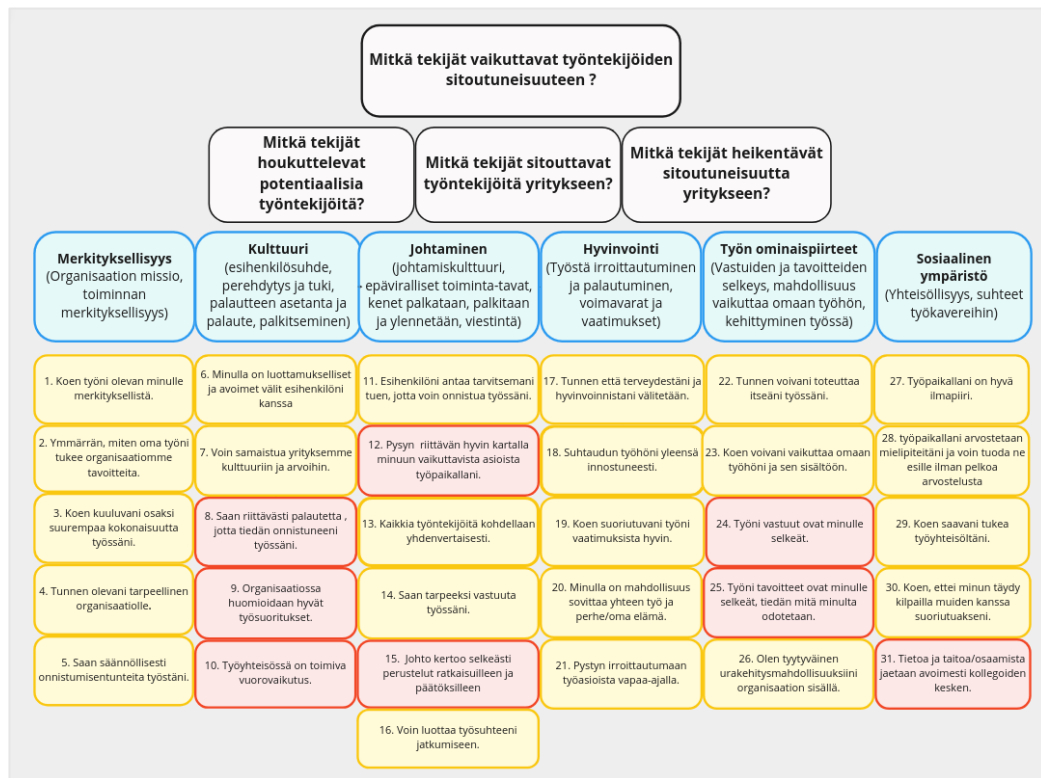 Mitkä tekijät vaikuttavat työntekijöiden
sitoutuneisuuteen ?
Mitkä tekijät
houkuttelevat
potentiaalisia
työntekijöitä?
Mitkä tekijät sitouttavat
työntekijöitä yritykseen?
Mitkä tekijät heikentävät
sitoutuneisuutta
yritykseen?
Merkityksellisyys
(Organisaation missio,
toiminnan
merkityksellisyys)
Kulttuuri
(esihenkilösuhde,
perehdytys ja tuki,
palautteen asetanta ja
palaute, palkitseminen)
Johtaminen
(johtamiskulttuuri,
epäviralliset toiminta-tavat,
kenet palkataan, palkitaan
ja ylennetään, viestintä)
Hyvinvointi
(Työstä irroittautuminen
ja palautuminen,
voimavarat ja
vaatimukset)
Työn ominaispiirteet
(Vastuiden ja tavoitteiden
selkeys, mahdollisuus
vaikuttaa omaan työhön,
kehittyminen työssä)
Sosiaalinen
ympäristö
(Yhteisöllisyys, suhteet
työkavereihin)
1. Koen työni olevan minulle
merkityksellistä.
2. Ymmärrän, miten oma työni
tukee organisaatiomme
tavoitteita.
3. Koen kuuluvani osaksi
suurempaa kokonaisuutta
työssäni.
4. Tunnen olevani tarpeellinen
organisaatiolle.
5. Saan säännöllisesti
onnistumisentunteita työstäni.
6. Minulla on luottamukselliset
ja avoimet välit esihenkilöni
kanssa
7. Voin samaistua yrityksemme
kulttuuriin ja arvoihin.
8. Saan riittävästi palautetta ,
jotta tiedän onnistuneeni
työssäni.
9. Organisaatiossa
huomioidaan hyvät
työsuoritukset.
10. Työyhteisössä on toimiva
vuorovaikutus.
11. Esihenkilöni antaa tarvitsemani
tuen, jotta voin onnistua työssäni.
12. Pysyn riittävän hyvin kartalla
minuun vaikuttavista asioista
työpaikallani.
13. Kaikkia työntekijöitä kohdellaan
yhdenvertaisesti.
14. Saan tarpeeksi vastuuta
työssäni.
15. Johto kertoo selkeästi
perustelut ratkaisuilleen ja
päätöksilleen
16. Voin luottaa työsuhteeni
jatkumiseen.
17. Tunnen että terveydestäni ja
hyvinvoinnistani välitetään.
18. Suhtaudun työhöni yleensä
innostuneesti.
19. Koen suoriutuvani työni
vaatimuksista hyvin.
20. Minulla on mahdollisuus
sovittaa yhteen työ ja
perhe/oma elämä.
21. Pystyn irroittautumaan
työasioista vapaa-ajalla.
22. Tunnen voivani toteuttaa
itseäni työssäni.
23. Koen voivani vaikuttaa omaan
työhöni ja sen sisältöön.
24. Työni vastuut ovat minulle
selkeät.
25. Työni tavoitteet ovat minulle
selkeät, tiedän mitä minulta
odotetaan.
26. Olen tyytyväinen
urakehitysmahdollisuuksiini
organisaation sisällä.
27. Työpaikallani on hyvä
ilmapiiri.
28. työpaikallani arvostetaan
mielipiteitäni ja voin tuoda ne
esille ilman pelkoa
arvostelusta
29. Koen saavani tukea
työyhteisöltäni.
30. Koen, ettei minun täydy
kilpailla muiden kanssa
suoriutuakseni.
31. Tietoa ja taitoa/osaamista
jaetaan avoimesti kollegoiden
kesken.